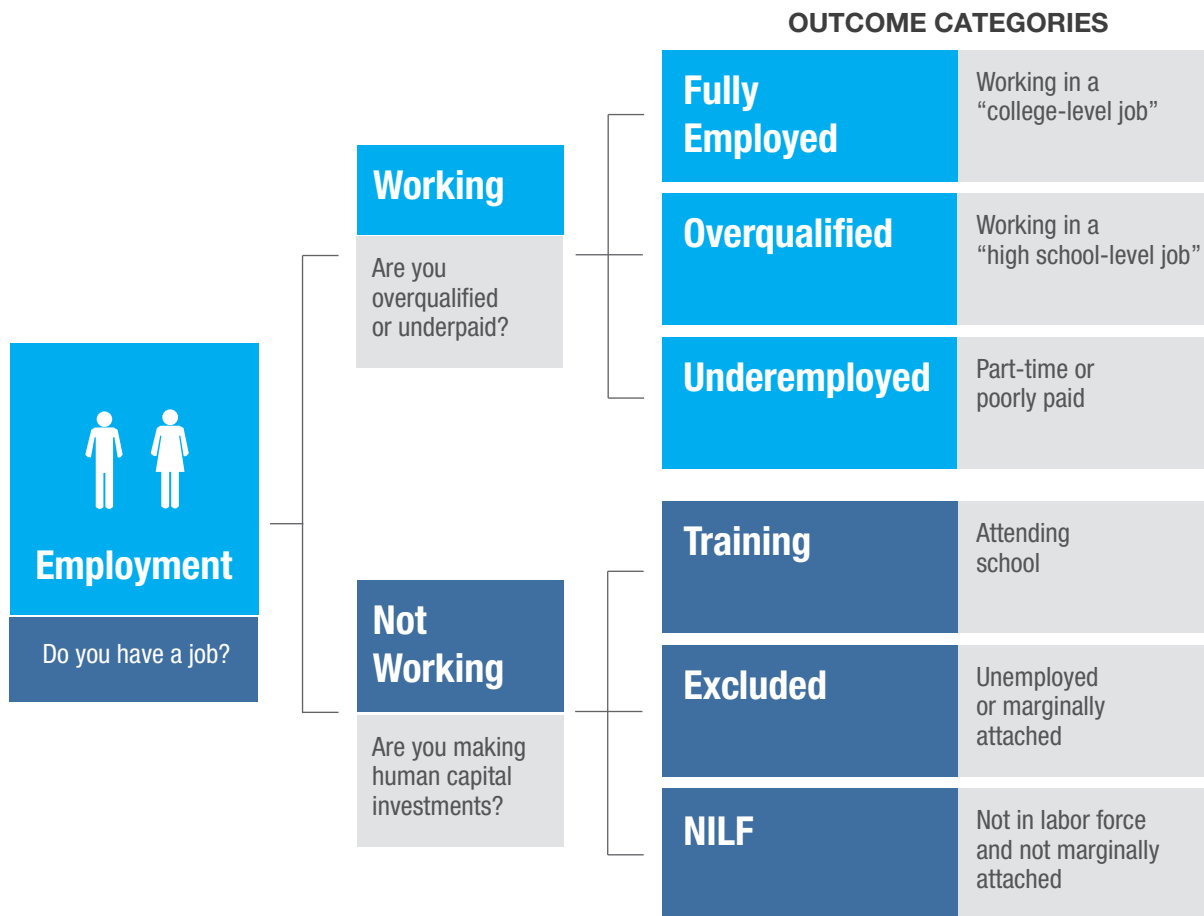 OUTCOME CATEGORIES
Employment
Do you have a job?
Working
Are you
overqualified
or underpaid?
Fully
Employed
Working in a
“college-level job”
Overqualified
Working in a
“high school-level job”
Underemployed
Part-time or
poorly paid
Not
Working
Are you making
human capital
investments?
Training
Attending
school
Excluded
Unemployed
or marginally
attached
NILF
Not in labor force
and not marginally
attached